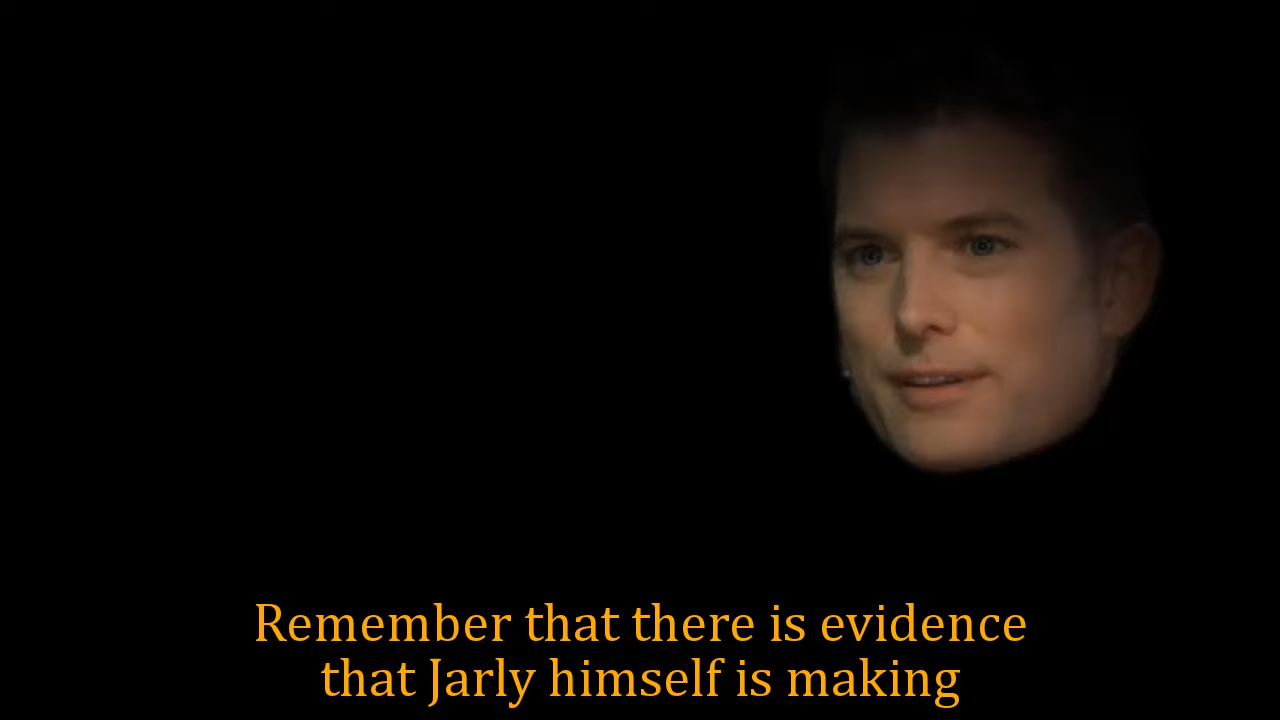 Remember that there is evidence
that Jarly himself is making